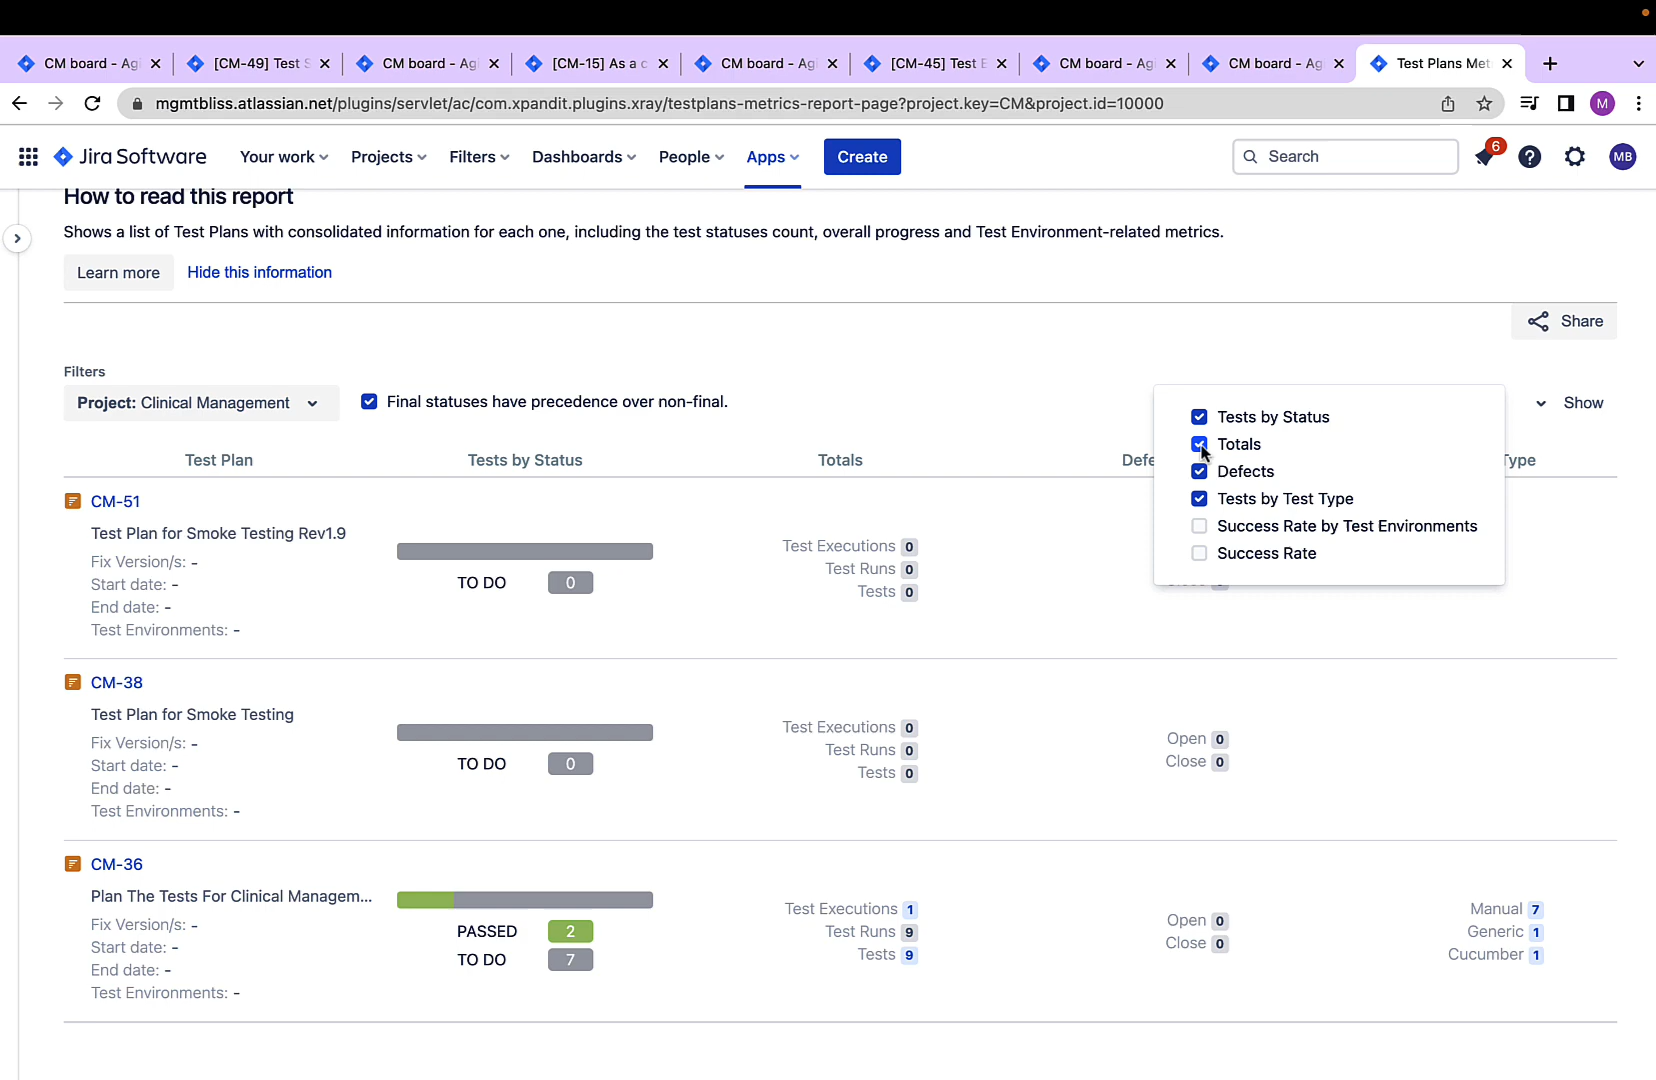 CM board - Ag
[CM-49] Test S
CM board - Ag
[CM-15] As a c
CM board - Ag
[CM-45] Test E
CM board - Ag
CM board - Ag
Test Plans Met
mgmtbliss.atlassian.net/plugins/servlet/ac/com.xpandit.plugins.xray/testplans-metrics-report-page?project.key=CM&project.id=10000
M
Jira Software
Your work
Projects
Filters
Dashboards
People
Apps
Create
Search
6
MB
How to read this report
Shows a list of Test Plans with consolidated information for each one, including the test statuses count, overall progress and Test Environment-related metrics.
Learn more
Hide this information
Share
Filters
Project: Clinical Management
Final statuses have precedence over non-final.
Show
Tests by Status
Totals
Defects
Tests by Test Type
Success Rate by Test Environments
Success Rate
Test Plan
Tests by Status
Totals
Defe
Type
CM-51
Test Plan for Smoke Testing Rev1.9
Fix Version/s: -
Start date: -
End date: -
Test Environments: -
TO DO 0
Test Executions 0
Test Runs 0
Tests 0
CM-38
Test Plan for Smoke Testing
Fix Version/s: -
Start date: -
End date: -
Test Environments: -
TO DO 0
Test Executions 0
Test Runs 0
Tests 0
Open 0
Close 0
CM-36
Plan The Tests For Clinical Managem...
Fix Version/s: -
Start date: -
End date: -
Test Environments: -
PASSED 2
TO DO 7
Test Executions 1
Test Runs 9
Tests 9
Open 0
Close 0
Manual 7
Generic 1
Cucumber 1